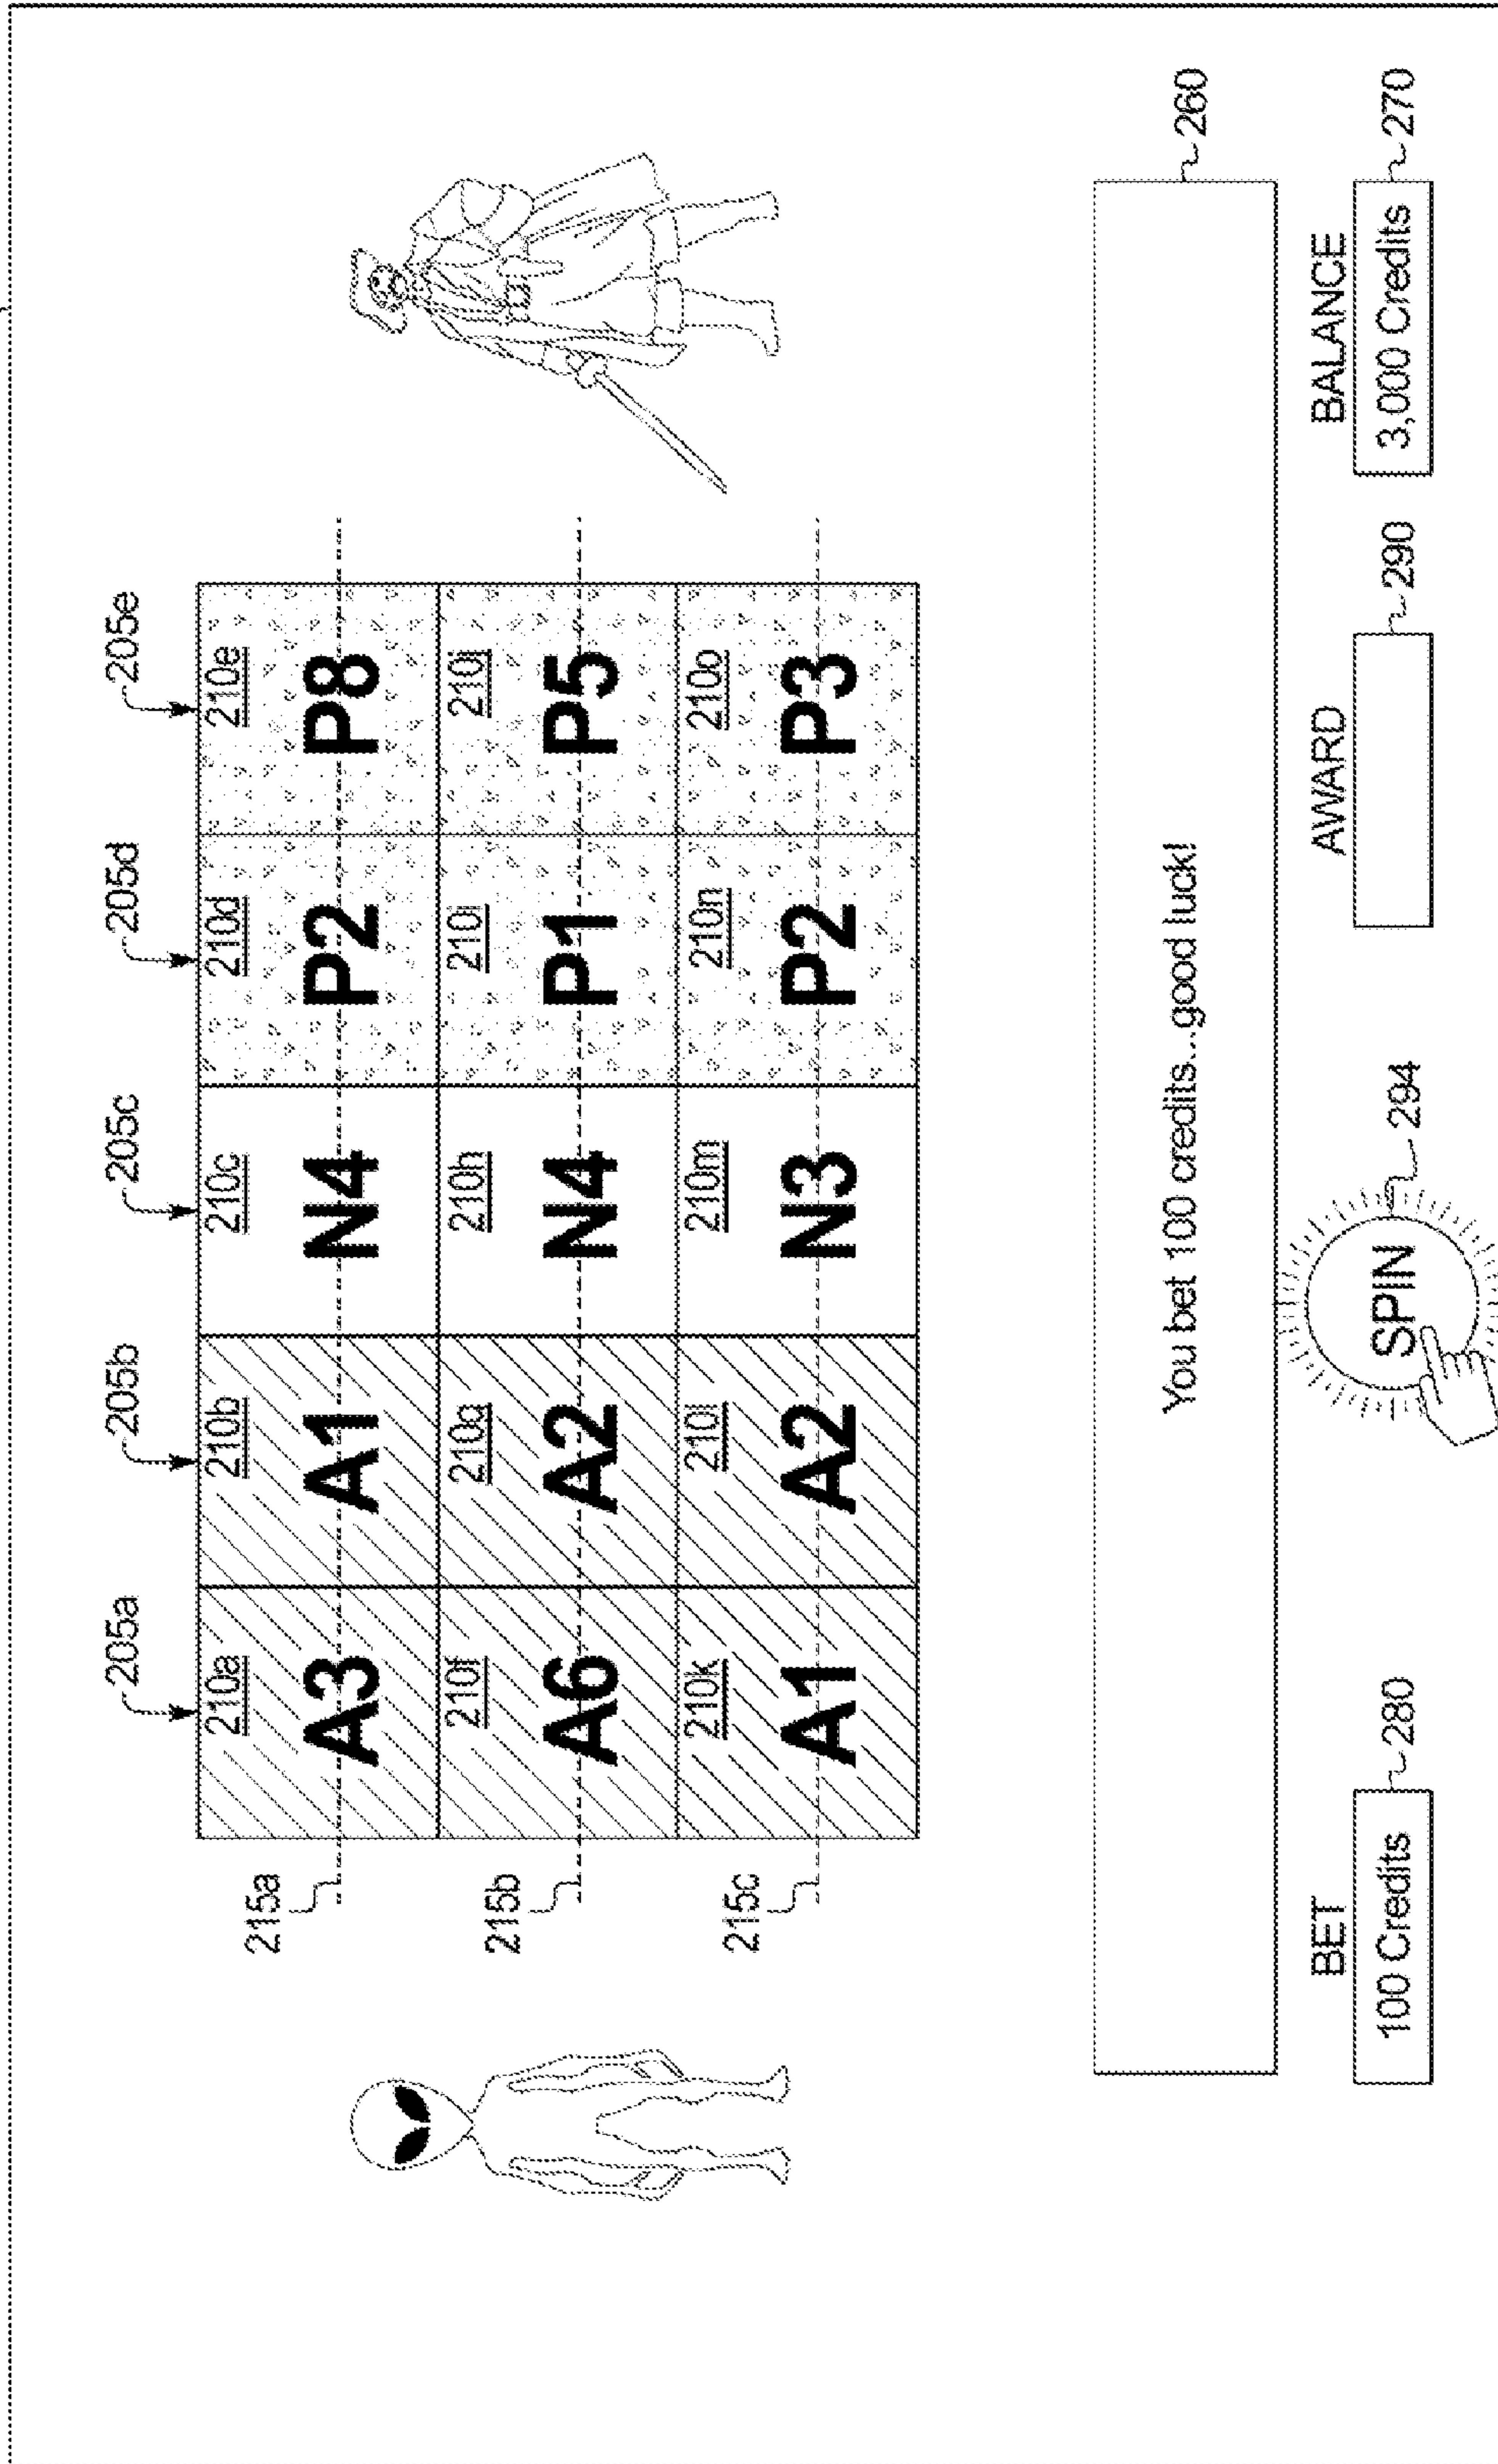 205a 205b 205c 205d 205e
210a 210b 210c 210d 210e
215a A3 A1 N4 P2 P8
210f 210g 210h 210i 210j
215b A6 A2 N4 P1 P5
210k 210l 210m 210n 210o
215c A1 A2 N3 P2 P3
You bet 100 credits...good luck! 260
BET AWARD BALANCE
100 Credits 280 SPIN 294 290 3,000 Credits 270